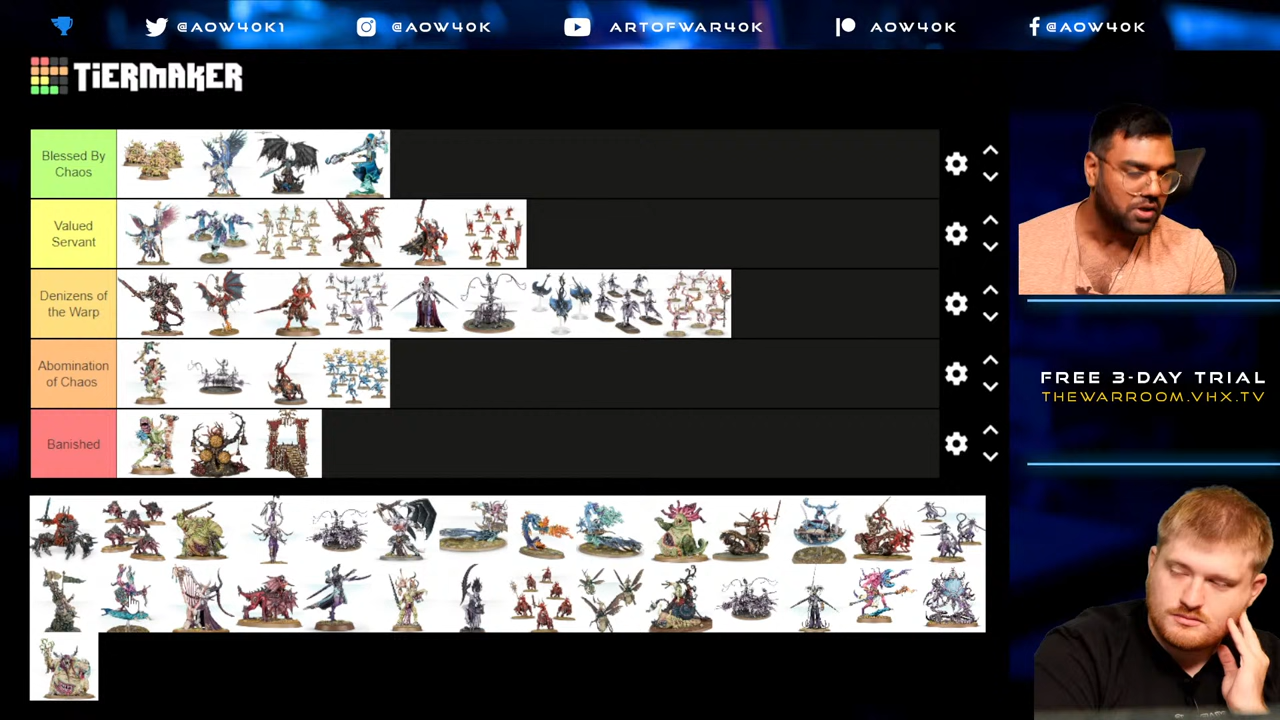 @AOW40K1 @AOW40K ARTOFWAR40K AOW40K @AOW40K
TiERMAKER
Blessed By
Chaos
Valued
Servant
Denizens of
the Warp
Abomination
of Chaos
Banished
FREE 3-DAY TRIAL
THEWARROOM.VHX.TV